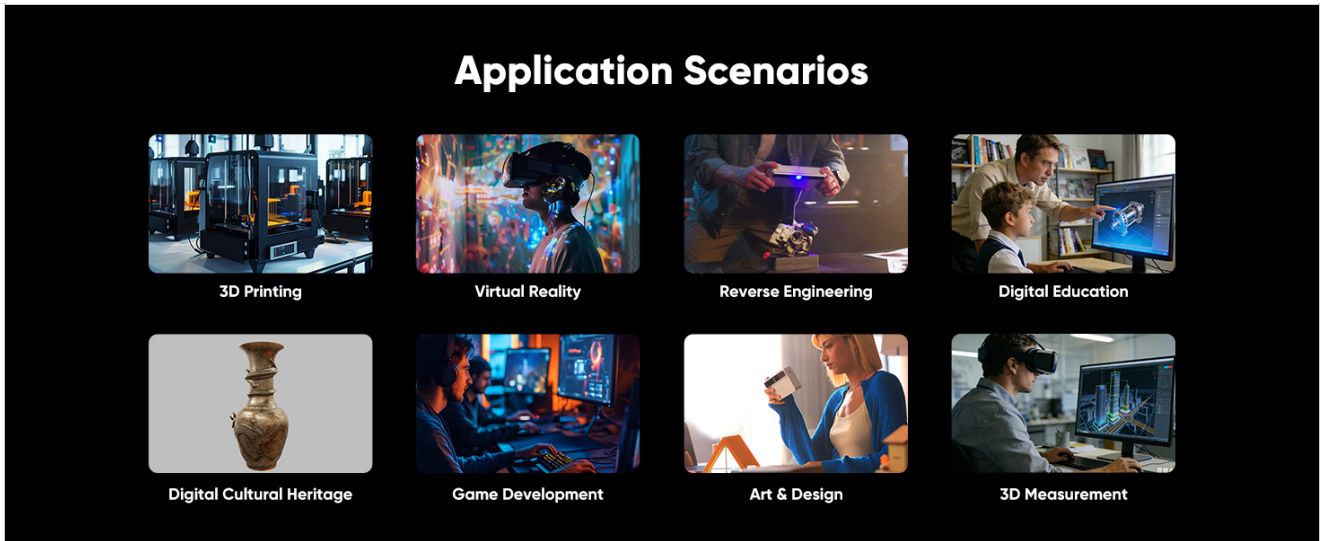 Application Scenarios
3D Printing
Virtual Reality
Reverse Engineering
Digital Education
Digital Cultural Heritage
Game Development
Art & Design
3D Measurement